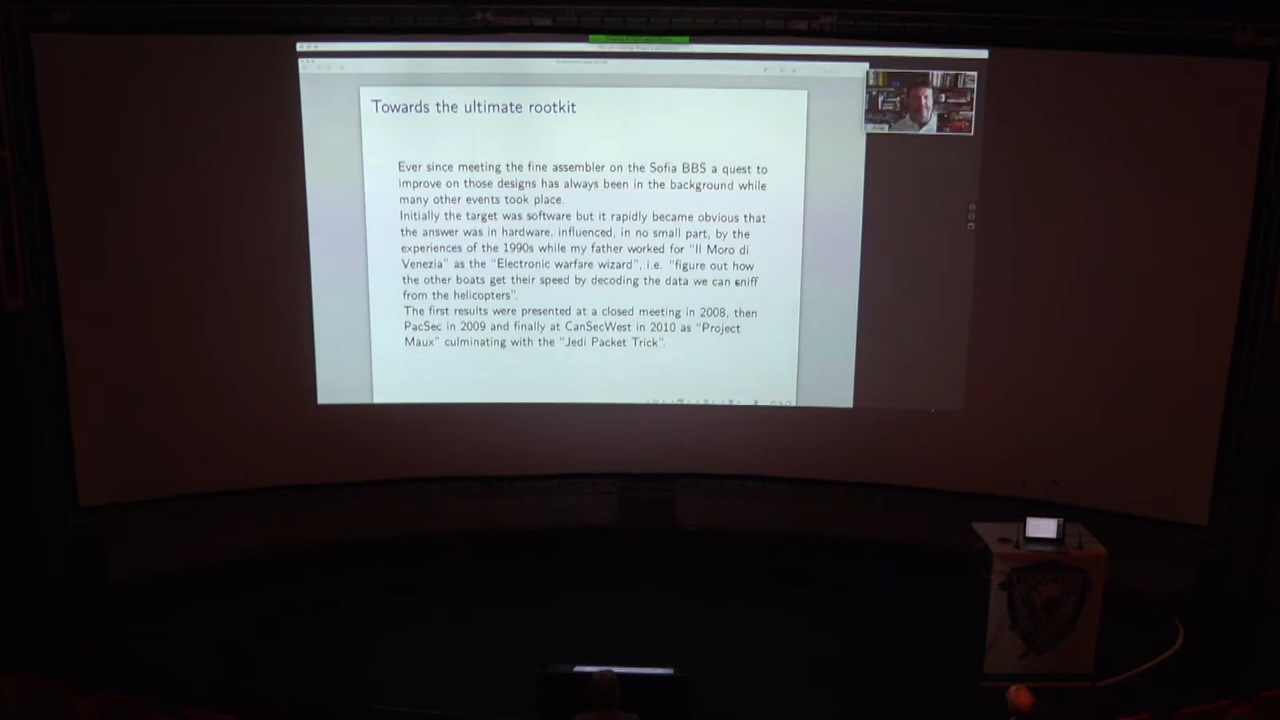 Towards the ultimate rootkit
Ever since meeting the fine assembler on the Sofia BBS a quest to
improve on those designs has always been in the background while
many other events took place.
Initially the target was software but it rapidly became obvious that
the answer was in hardware, influenced, in no small part, by the
experiences of the 1990s while my father worked for "Il Moro di
Venezia" as the "Electronic warfare wizard", i.e. "figure out how
the other boats get their speed by decoding the data we can sniff
from the helicopters".
The first results were presented at a closed meeting in 2008, then
PacSec in 2009 and finally at CanSecWest in 2010 as "Project
Maux" culminating with the "Jedi Packet Trick".